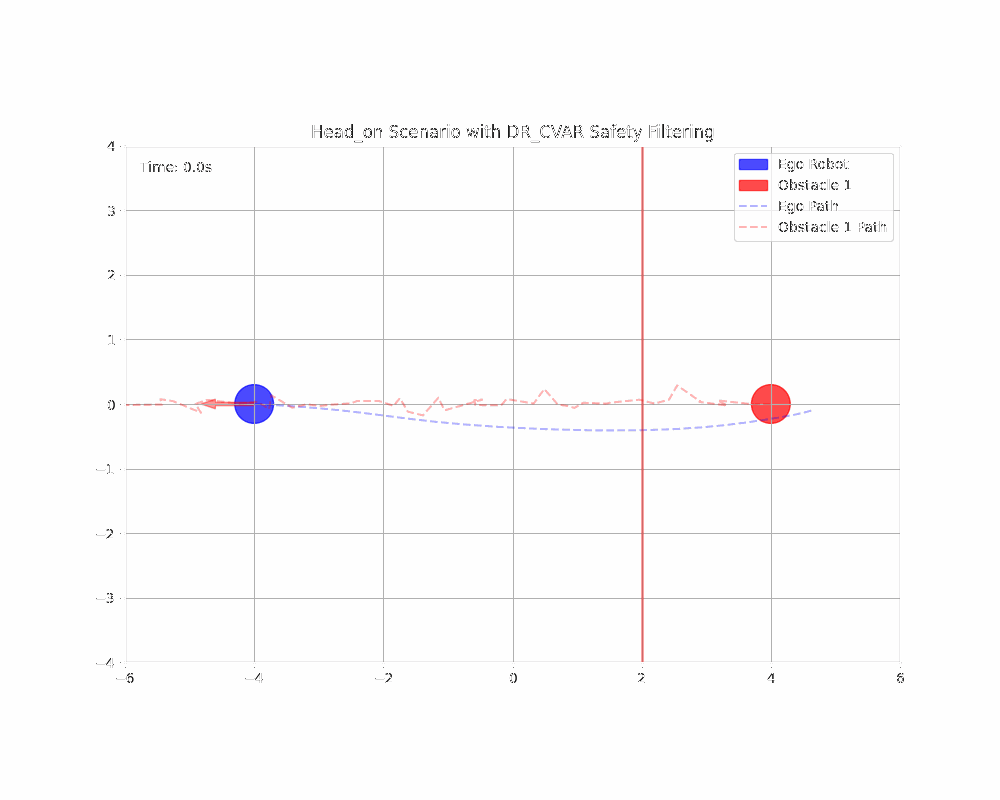 Head_on Scenario with DR_CVAR Safety Filtering
Time: 0.0s
Ego Robot
Obstacle 1
Ego Path
Obstacle 1 Path
4
3
2
1
0
−1
−2
−3
−4
−6 −4 −2 0 2 4 6